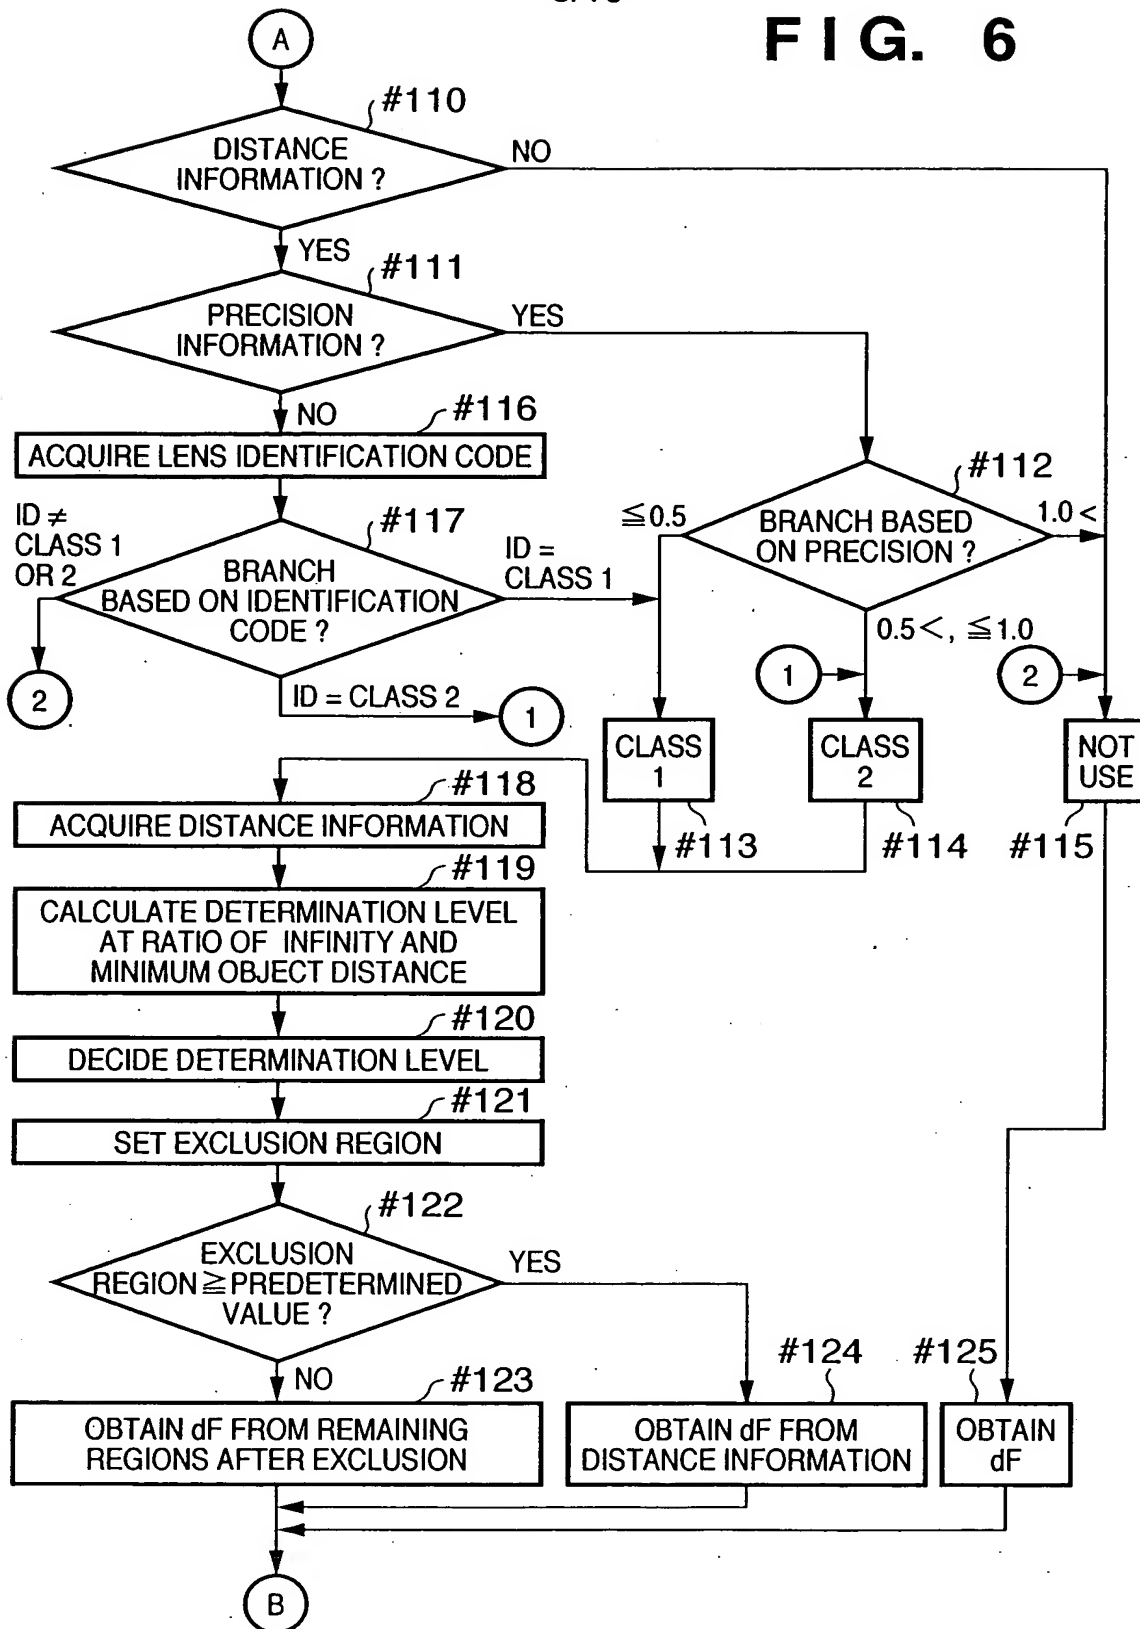 FIG. 6
A
#110
DISTANCE
INFORMATION ?
NO
YES
#111
PRECISION
INFORMATION ?
YES
NO
#116
ACQUIRE LENS IDENTIFICATION CODE
#112
BRANCH BASED
ON PRECISION ?
≦0.5
1.0 <
0.5 <, ≦1.0
ID ≠
CLASS 1
OR 2
#117
BRANCH
BASED ON IDENTIFICATION
CODE ?
ID =
CLASS 1
2
ID = CLASS 2
1
1
2
CLASS
1
CLASS
2
NOT
USE
#113
#114
#115
#118
ACQUIRE DISTANCE INFORMATION
#119
CALCULATE DETERMINATION LEVEL
AT RATIO OF INFINITY AND
MINIMUM OBJECT DISTANCE
#120
DECIDE DETERMINATION LEVEL
#121
SET EXCLUSION REGION
#122
EXCLUSION
REGION ≧ PREDETERMINED
VALUE ?
YES
NO
#123
OBTAIN dF FROM REMAINING
REGIONS AFTER EXCLUSION
#124
OBTAIN dF FROM
DISTANCE INFORMATION
#125
OBTAIN
dF
B